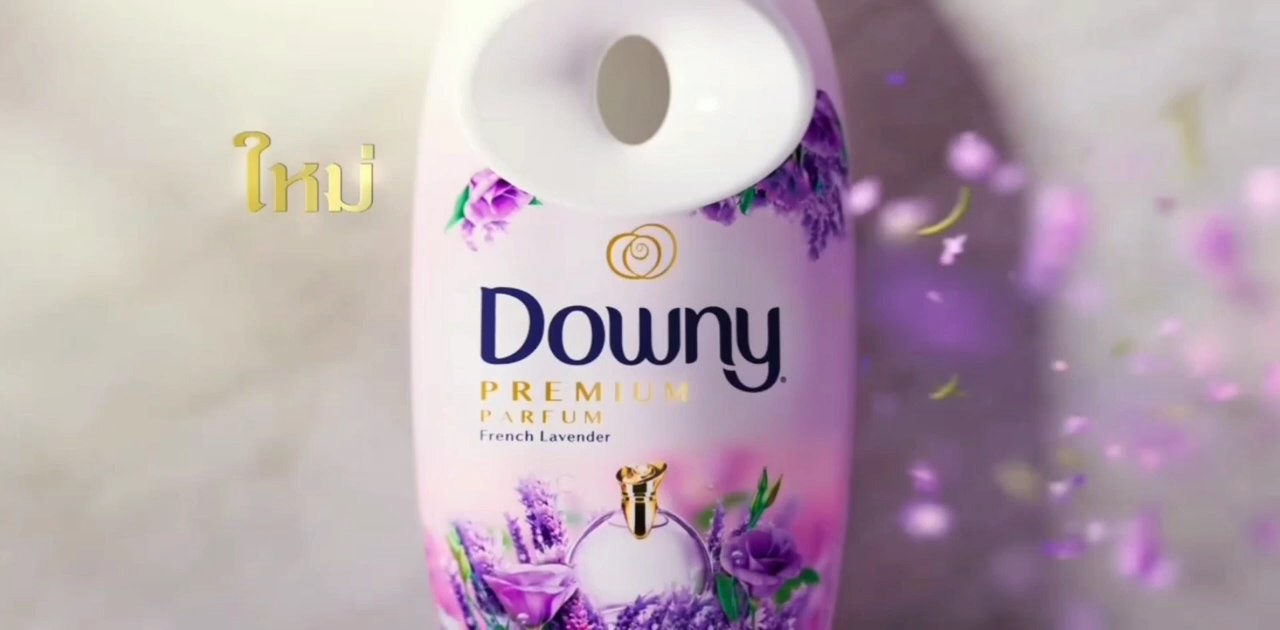 ใหม่
Downy
PREMIUM
PARFUM
French Lavender